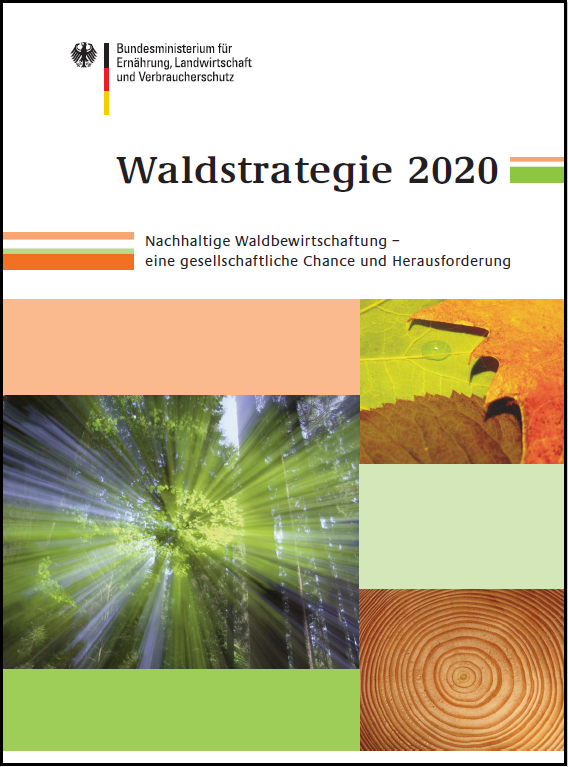 Bundesministerium für
Ernährung, Landwirtschaft
und Verbraucherschutz
Waldstrategie 2020
Nachhaltige Waldbewirtschaftung –
eine gesellschaftliche Chance und Herausforderung